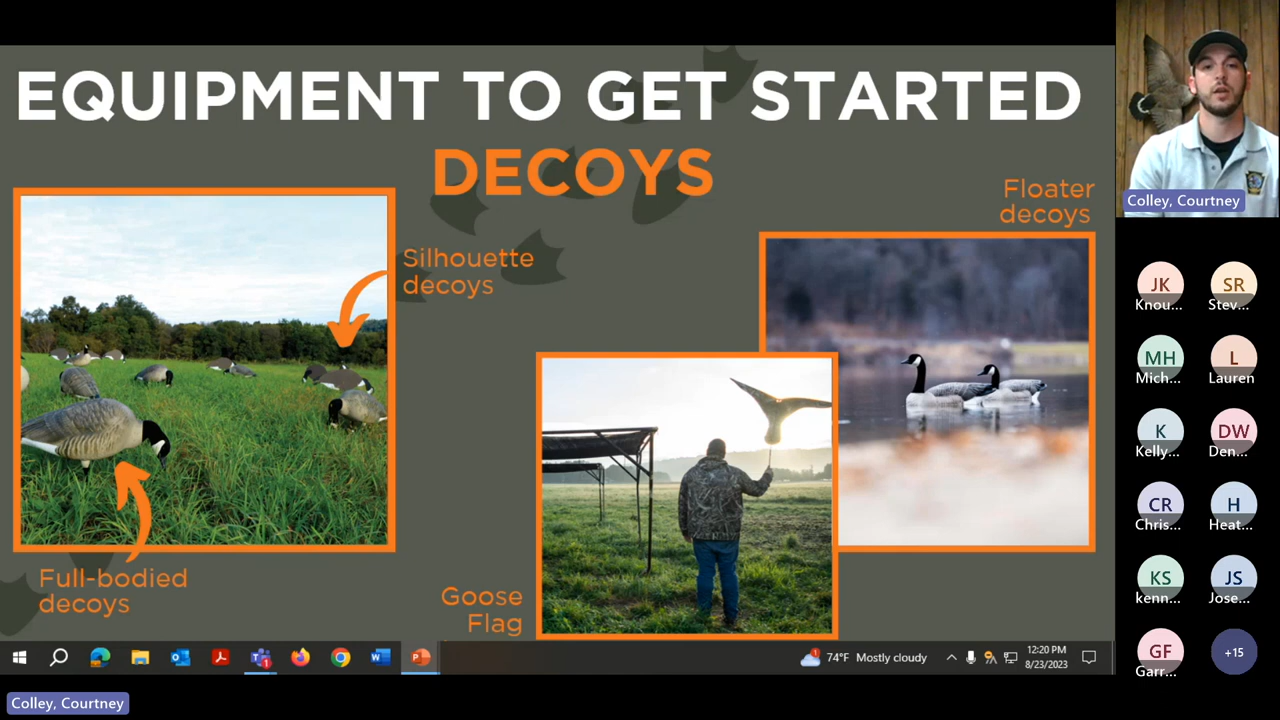 EQUIPMENT TO GET STARTED
DECOYS
Floater
decoys
Silhouette
decoys
Full-bodied
decoys
Goose
Flag
Colley, Courtney
JK
Knou...
SR
Stev...
MH
Mich...
L
Lauren
K
Kelly...
DW
Den...
CR
Chris...
H
Heat...
KS
kenn...
JS
Jose...
GF
Garr...
+15
1
W
P
1
74°F Mostly cloudy
12:20 PM
8/23/2023
Colley, Courtney